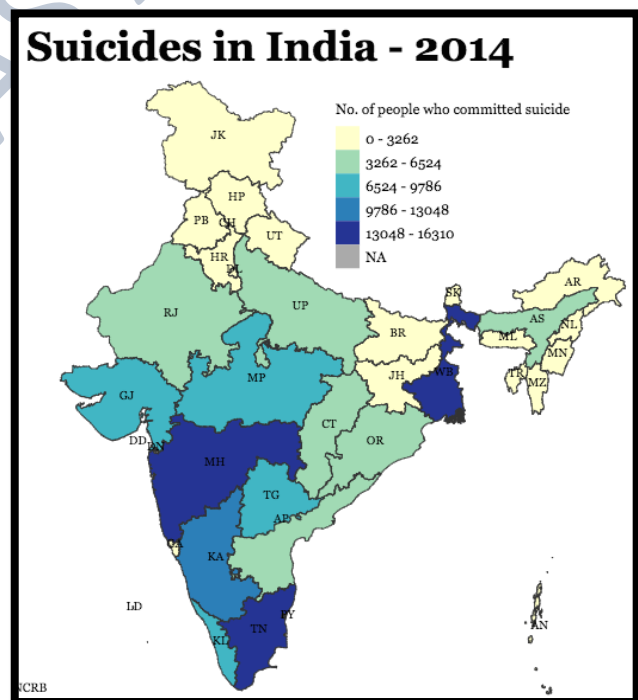 Suicides in India - 2014
No. of people who committed suicide
0 - 3262
3262 - 6524
6524 - 9786
9786 - 13048
13048 - 16310
NA
JK
HP
PB
CH
UT
HR
DL
RJ
UP
SK
AR
AS
NL
BR
ML
MN
JH
TR
MZ
WB
GJ
MP
CT
OR
DD
DN
MH
TG
AP
GA
KA
LD
PY
TN
KL
AN
NCRB